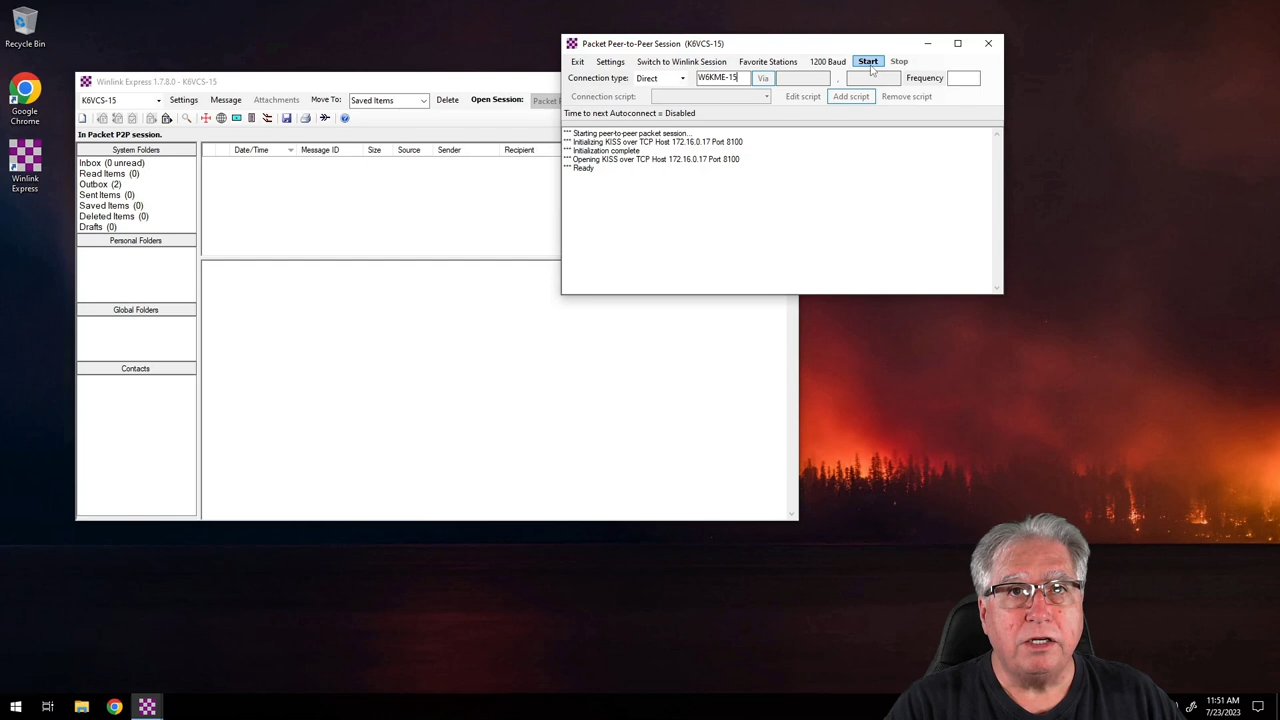 Recycle Bin
Google Chrome
Winlink Express
Winlink Express 1.7.8.0 - K6VCS-15
K6VCS-15 Settings Message Attachments Move To: Saved Items Delete Open Session:
In Packet P2P session.
System Folders
Inbox (0 unread)
Read Items (0)
Outbox (2)
Sent Items (0)
Saved Items (0)
Deleted Items (0)
Drafts (0)
Personal Folders
Global Folders
Contacts
Date/Time Message ID Size Source Sender Recipient
Packet Peer-to-Peer Session (K6VCS-15)
Exit Settings Switch to Winlink Session Favorite Stations 1200 Baud Start Stop
Connection type: Direct W6KME-15 Via , Frequency
Connection script: Edit script Add script Remove script
Time to next Autoconnect = Disabled
*** Starting peer-to-peer packet session...
*** Initializing KISS over TCP Host 172.16.0.17 Port 8100
*** Initialization complete
*** Opening KISS over TCP Host 172.16.0.17 Port 8100
*** Ready
11:51 AM
7/23/2023